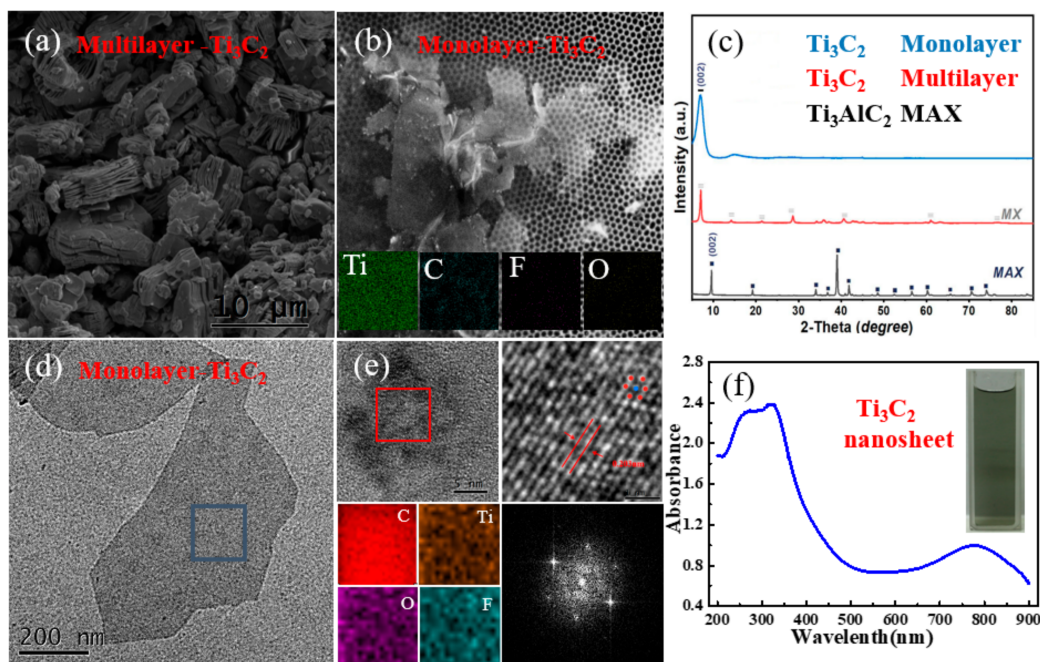 (a)
Multilayer -Ti₃C₂
10 μm
(b)
Monolayer-Ti₃C₂
Ti
C
F
O
(c)
Ti₃C₂ Monolayer
Ti₃C₂ Multilayer
Ti₃AlC₂ MAX
(002)
MX
(002)
MAX
Intensity (a.u.)
5 10 20 30 40 50 60 70 80
2-Theta (degree)
(d)
Monolayer-Ti₃C₂
200 nm
(e)
5 nm
C
Ti
O
F
(f)
Ti₃C₂
nanosheet
Absorbance
2.8
2.4
2.0
1.6
1.2
0.8
0.4
200 300 400 500 600 700 800 900
Wavelenth(nm)